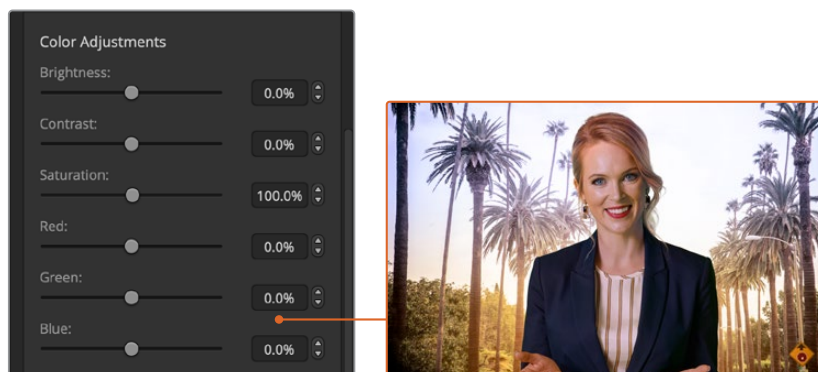 Color Adjustments
Brightness:
0.0%
Contrast:
0.0%
Saturation:
100.0%
Red:
0.0%
Green:
0.0%
Blue:
0.0%